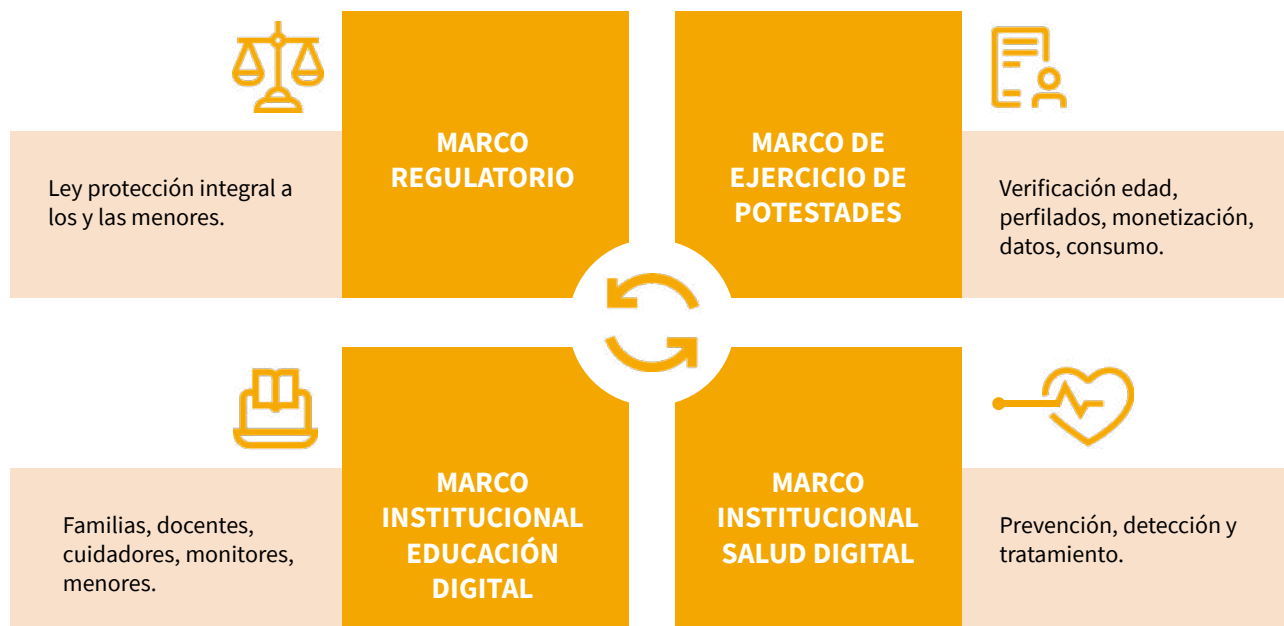 Ley protección integral a
los y las menores.
MARCO
REGULATORIO
MARCO DE
EJERCICIO DE
POTESTADES
Verificación edad,
perfilados, monetización,
datos, consumo.
Familias, docentes,
cuidadores, monitores,
menores.
MARCO
INSTITUCIONAL
EDUCACIÓN
DIGITAL
MARCO
INSTITUCIONAL
SALUD DIGITAL
Prevención, detección y
tratamiento.